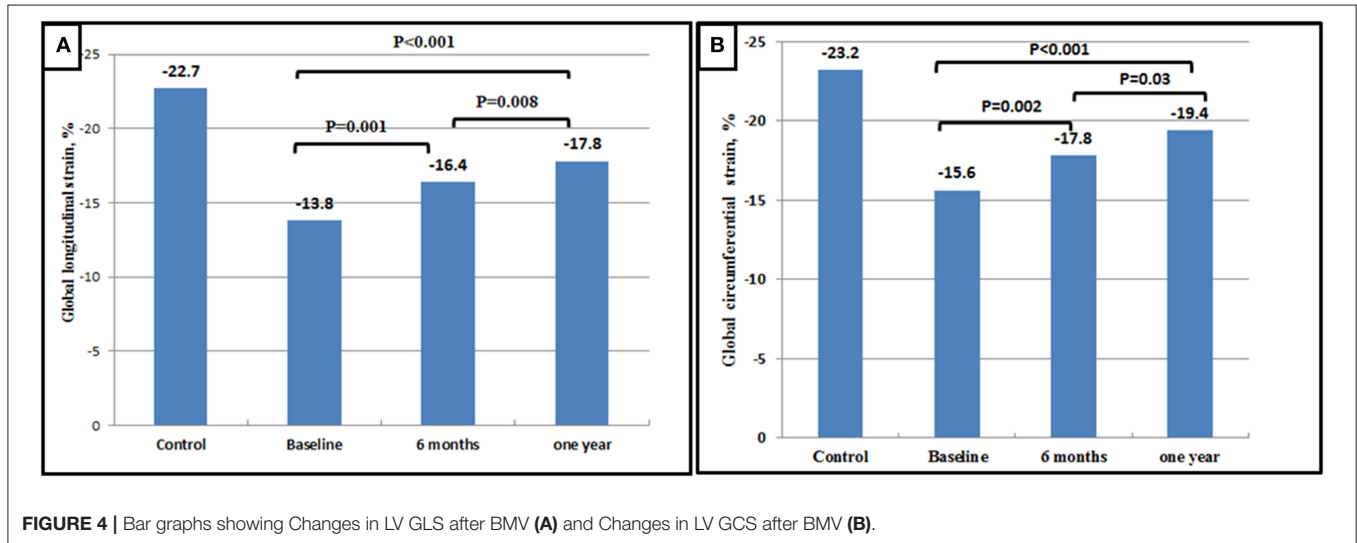 A
P<0.001
-25
-22.7
P=0.008
-20
P=0.001
-17.8
-16.4
-15
-13.8
-10
-5
0
Global longitudinal strain, %
Control Baseline 6 months one year
B
-25
P<0.001
-23.2
P=0.03
P=0.002
-20
-19.4
-17.8
-15.6
-15
-10
-5
0
Global circumferential strain, %
Control Baseline 6 months one year
FIGURE 4 | Bar graphs showing Changes in LV GLS after BMV (A) and Changes in LV GCS after BMV (B).